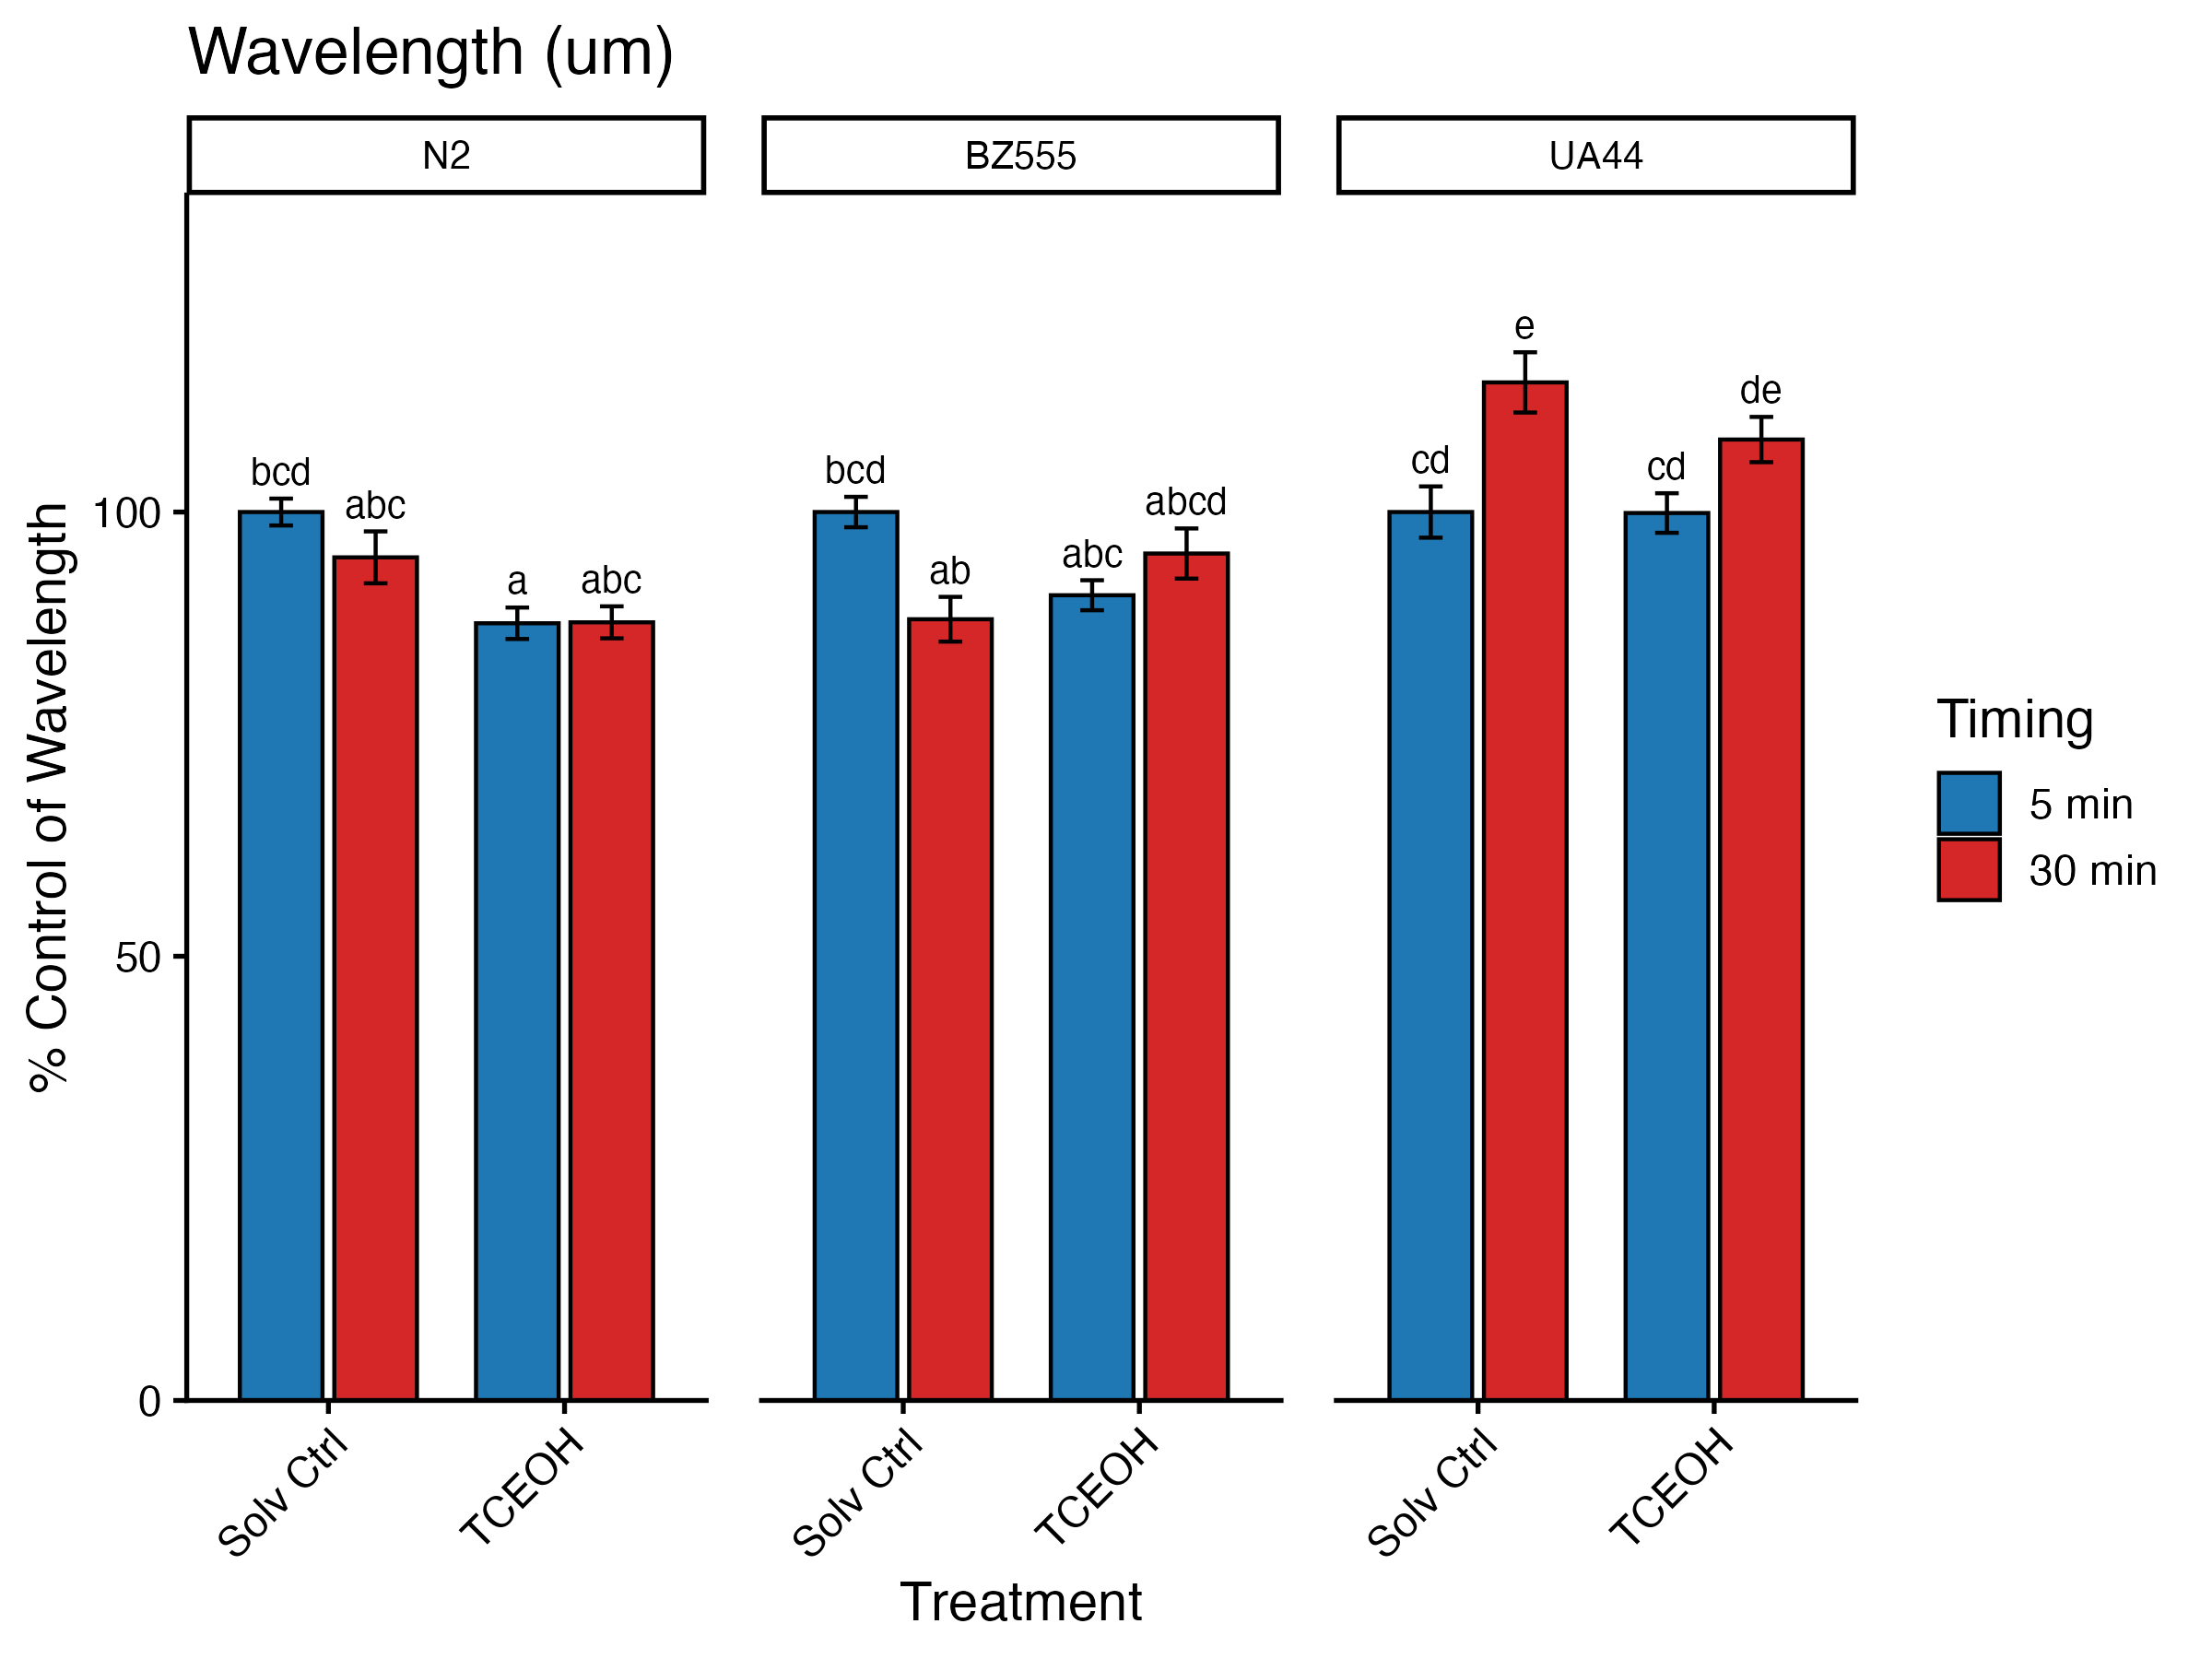 Wavelength (um)
N2 BZ555 UA44
% Control of Wavelength
100
50
0
bcd abc a abc
bcd ab abc abcd
cd e cd de
Solv Ctrl TCEOH Solv Ctrl TCEOH Solv Ctrl TCEOH
Treatment
Timing
5 min
30 min